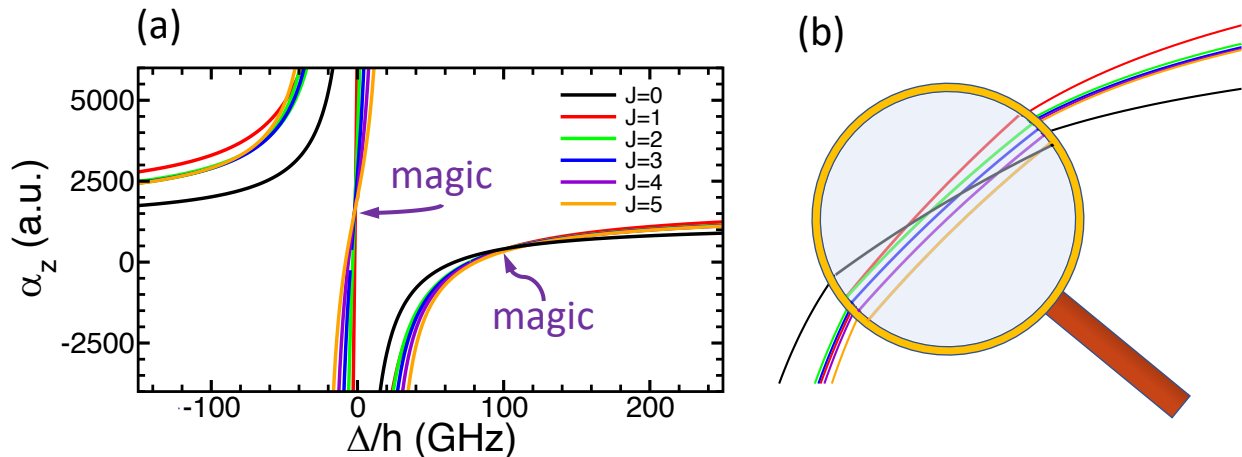 (a)
(b)
5000
2500
0
-2500
α_z (a.u.)
J=0
J=1
J=2
J=3
J=4
J=5
magic
magic
-100
0
100
200
Δ/h (GHz)